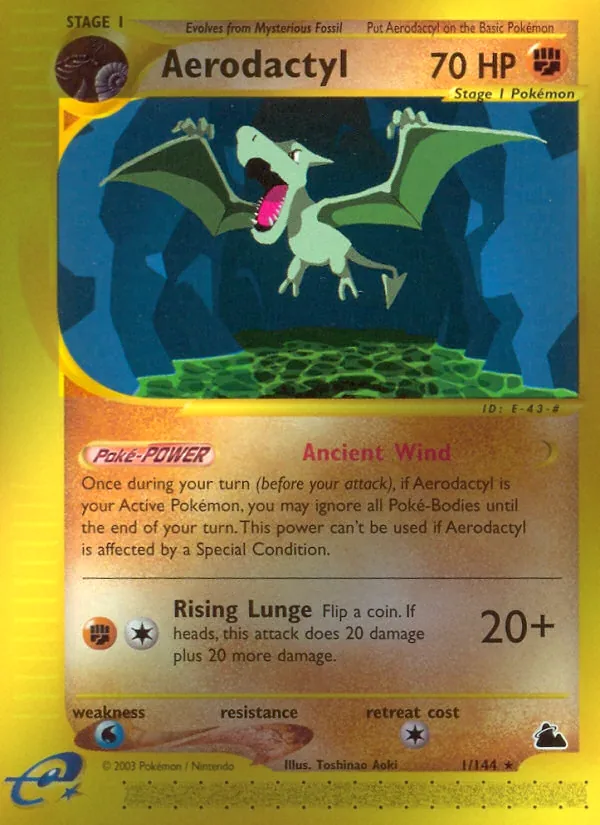 STAGE 1
Evolves from Mysterious Fossil Put Aerodactyl on the Basic Pokémon
Aerodactyl 70 HP
Stage 1 Pokémon
ID: E-43-#
Poké-POWER Ancient Wind
Once during your turn (before your attack), if Aerodactyl is
your Active Pokémon, you may ignore all Poké-Bodies until
the end of your turn. This power can't be used if Aerodactyl
is affected by a Special Condition.
Rising Lunge Flip a coin. If
heads, this attack does 20 damage
plus 20 more damage.
20+
weakness resistance retreat cost
© 2003 Pokémon / Nintendo Illus. Toshinao Aoki 1/144 ★
e